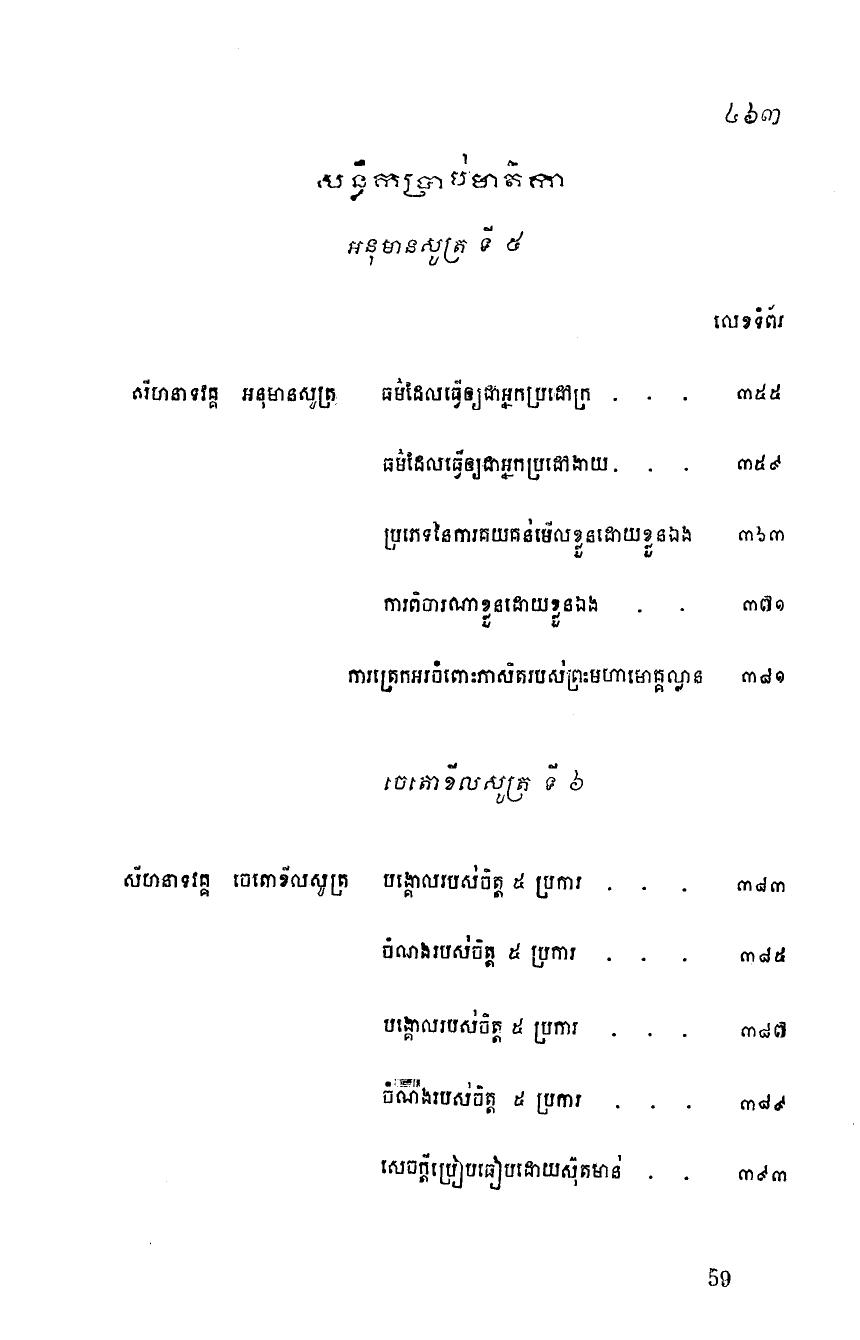 ៤៦៣
សន្លឹកប្រាប់មាតិកា
អនុមានសូត្រ ទី ៥
លេខទំព័រ
សីហនាទវគ្គ អនុមានសូត្រ ធម៌ដែលធ្វើឲ្យជាអ្នកប្រដៅក្រ . . . ៣៥៥
ធម៌ដែលធ្វើឲ្យជាអ្នកប្រដៅងាយ . . . ៣៥៩
ប្រភេទនៃការគយគន់មើលខ្លួនដោយខ្លួនឯង ៣៦៣
ការពិចារណាខ្លួនដោយខ្លួនឯង . . ៣៧១
ការត្រេកអរចំពោះភាសិតរបស់ព្រះមហាមោគ្គល្លាន ៣៨១
ចេតោខីលសូត្រ ទី ៦
សីហនាទវគ្គ ចេតោខីលសូត្រ បង្គោលរបស់ចិត្ត ៥ ប្រការ . . . ៣៨៣
ចំណងរបស់ចិត្ត ៥ ប្រការ . . . ៣៨៥
បង្គោលរបស់ចិត្ត ៥ ប្រការ . . . ៣៨៧
ចំណងរបស់ចិត្ត ៥ ប្រការ . . . ៣៨៩
សេចក្តីប្រៀបធៀបដោយស៊ុតមាន់ . . ៣៩៣
59